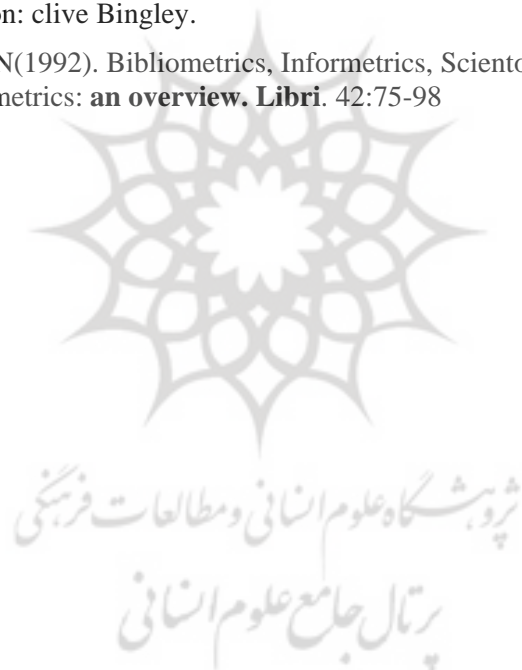 on: clive Bingley.
N(1992). Bibliometrics, Informetrics, Sciento
metrics: an overview. Libri. 42:75-98
پژوهشگاه علوم انسانی و مطالعات فرهنگی
پرتال جامع علوم انسانی